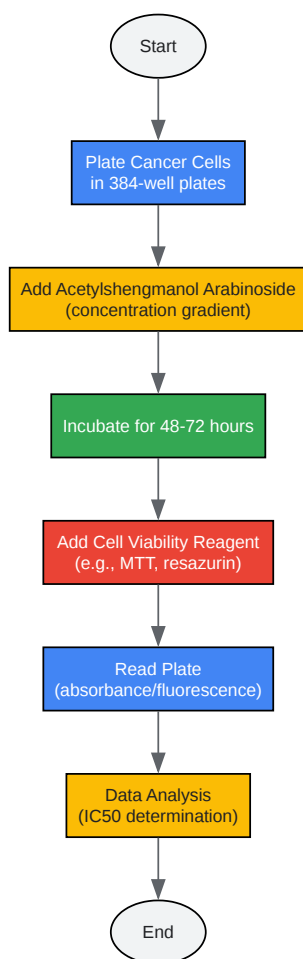 Start
Plate Cancer Cells
in 384-well plates
Add Acetylshengmanol Arabinoside
(concentration gradient)
Incubate for 48-72 hours
Add Cell Viability Reagent
(e.g., MTT, resazurin)
Read Plate
(absorbance/fluorescence)
Data Analysis
(IC50 determination)
End